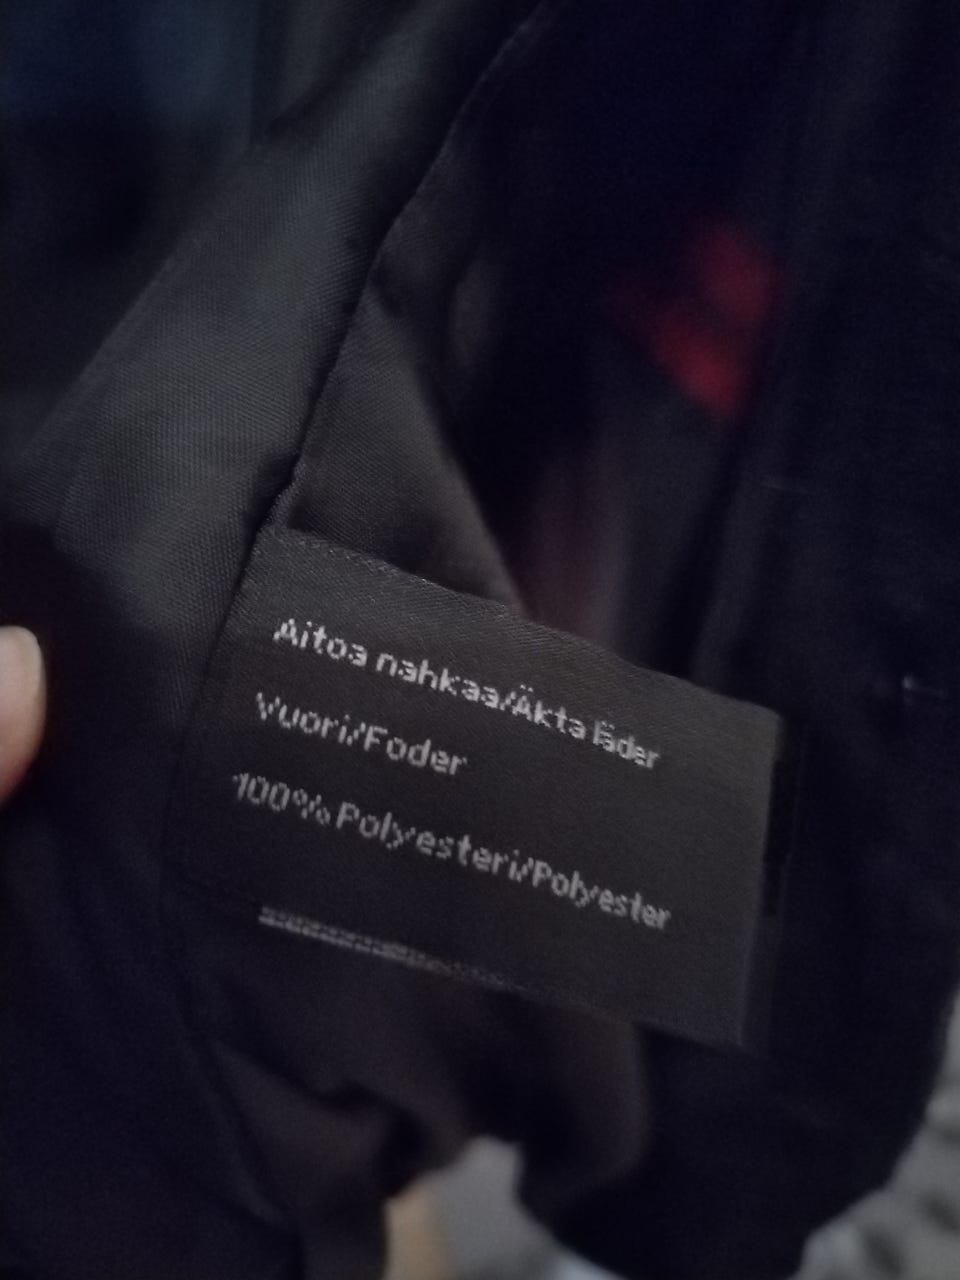 Aitoa nahkaa/Äkta läder
Vuori/Foder
100% Polyesteri/Polyester